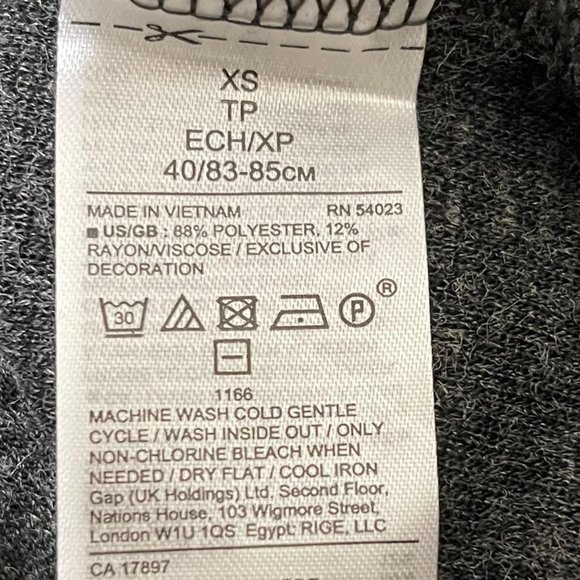 XS
TP
ECH/XP
40/83-85CM
MADE IN VIETNAM RN 54023
US/GB : 88% POLYESTER, 12%
RAYON/VISCOSE / EXCLUSIVE OF
DECORATION
30 P ®
1166
MACHINE WASH COLD GENTLE
CYCLE / WASH INSIDE OUT / ONLY
NON-CHLORINE BLEACH WHEN
NEEDED / DRY FLAT / COOL IRON
Gap (UK Holdings) Ltd, Second Floor,
Nations House, 103 Wigmore Street,
London W1U 1QS Egypt: RIGE, LLC
CA 17897